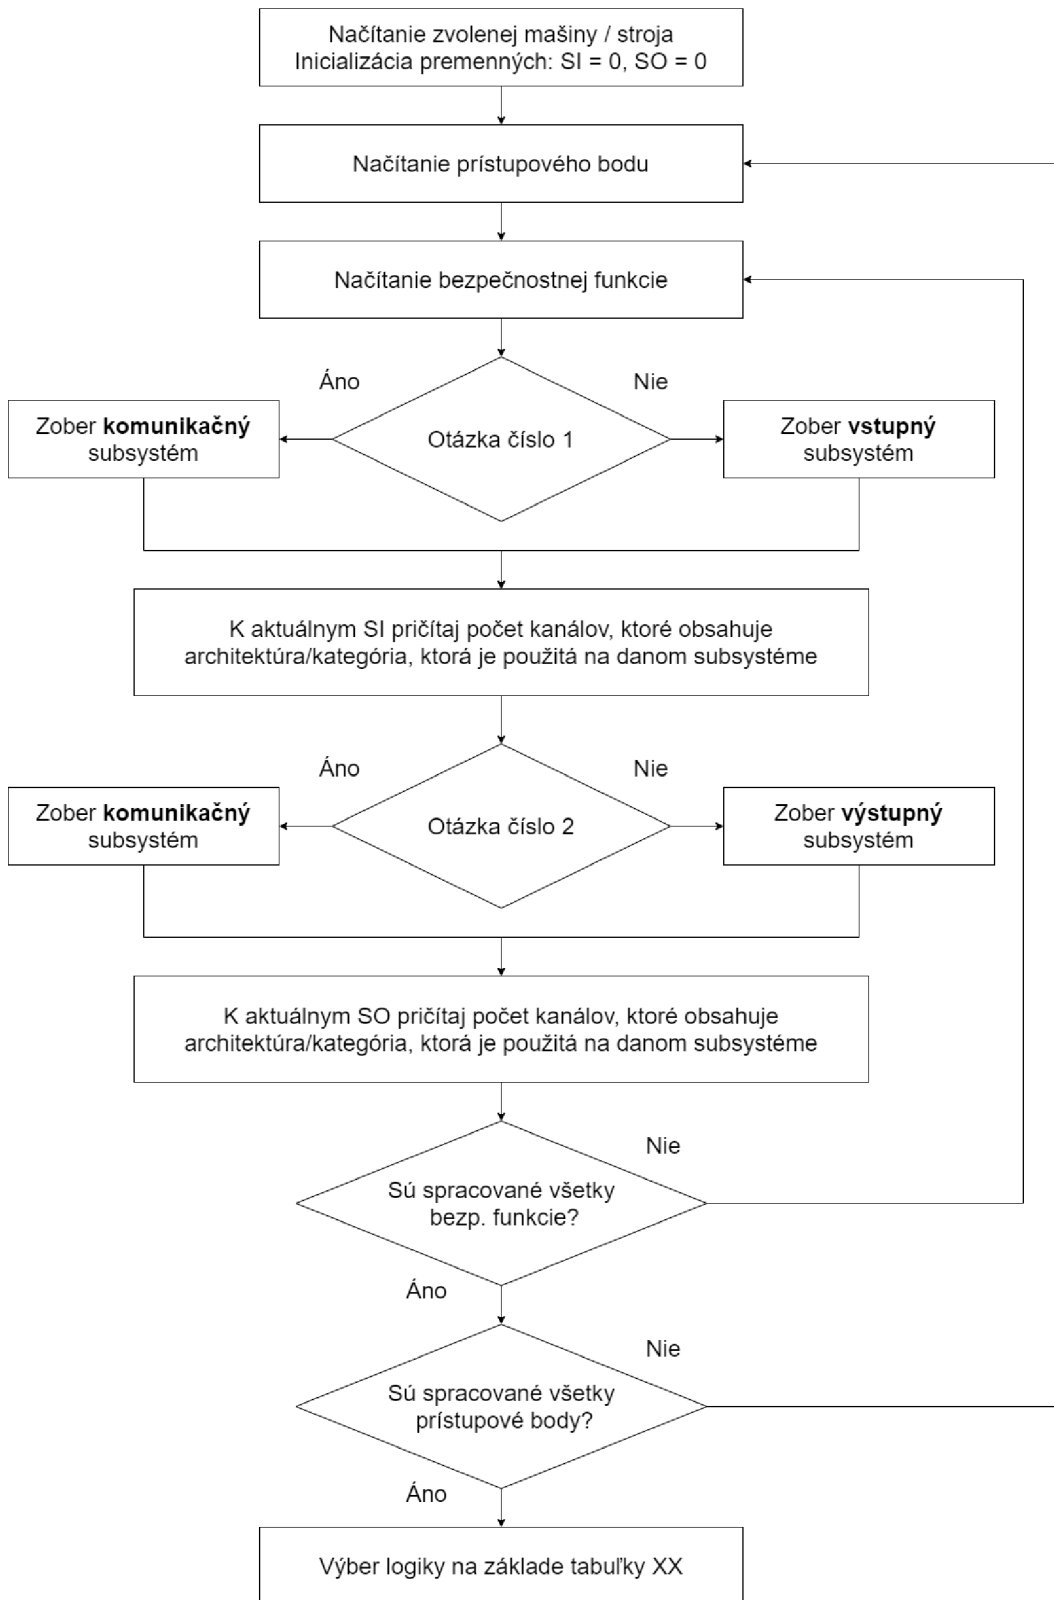 Načítanie zvolenej mašiny / stroja
Inicializácia premenných: SI = 0, SO = 0
Načítanie prístupového bodu
Načítanie bezpečnostnej funkcie
Áno
Nie
Zober komunikačný
subsystém
Otázka číslo 1
Zober vstupný
subsystém
K aktuálnym SI pričítaj počet kanálov, ktoré obsahuje
architektúra/kategória, ktorá je použitá na danom subsystéme
Áno
Nie
Zober komunikačný
subsystém
Otázka číslo 2
Zober výstupný
subsystém
K aktuálnym SO pričítaj počet kanálov, ktoré obsahuje
architektúra/kategória, ktorá je použitá na danom subsystéme
Nie
Sú spracované všetky
bezp. funkcie?
Áno
Nie
Sú spracované všetky
prístupové body?
Áno
Výber logiky na základe tabuľky XX